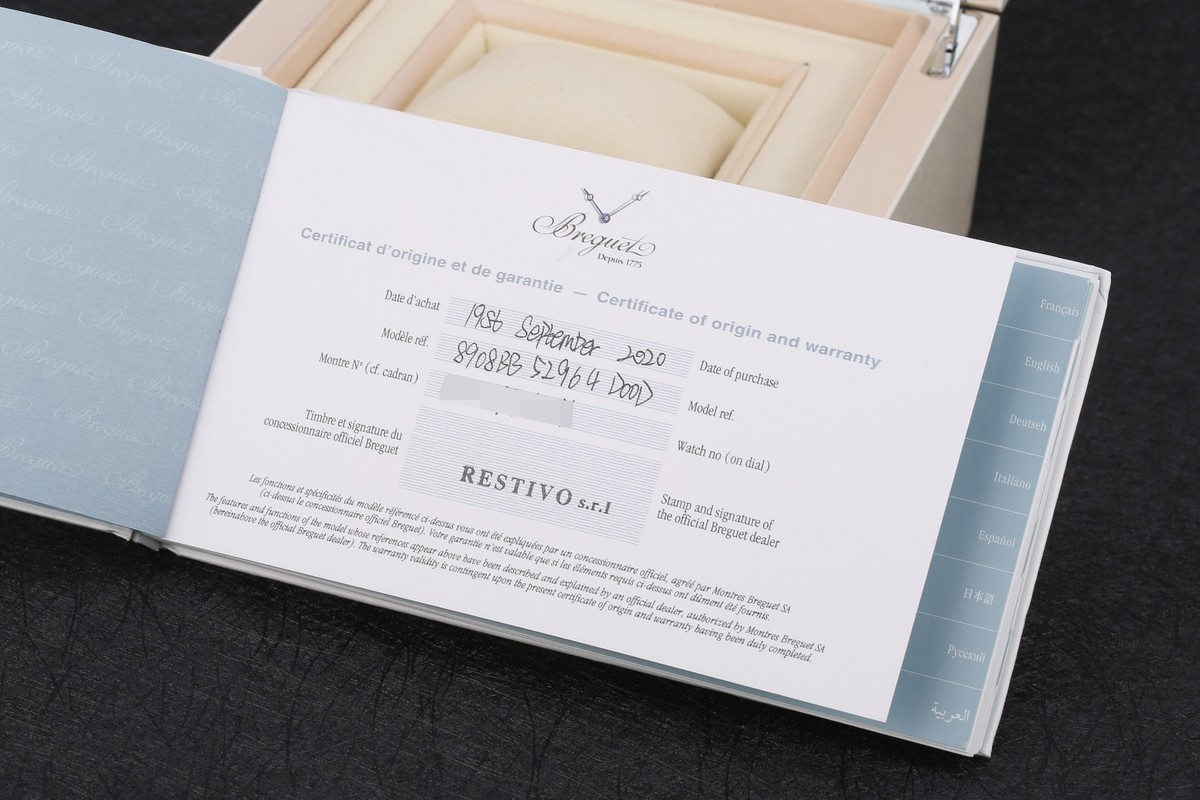 Breguet
Depuis 1775
Certificat d'origine et de garantie — Certificate of origin and warranty
Date d'achat 19st September 2020 Date of purchase
Modèle réf. 8908BB 52964 D00D Model ref.
Montre N° (cf. cadran) Watch no (on dial)
Timbre et signature du
concessionnaire officiel Breguet
RESTIVO s.r.l
Stamp and signature of
the official Breguet dealer
Les fonctions et spécificités du modèle référencé ci-dessus vous ont été expliquées par un concessionnaire officiel, agréé par Montres Breguet SA
(ci-dessus le concessionnaire officiel Breguet). Votre garantie n'est valable que si les éléments requis ci-dessus ont dûment été fournis.
The features and functions of the model whose references appear above have been described and explained by an official dealer, authorized by Montres Breguet SA
(hereinabove the official Breguet dealer). The warranty validity is contingent upon the present certificate of origin and warranty having been duly completed.
Français
English
Deutseh
Italiano
Español
日本語
Русский
العربية